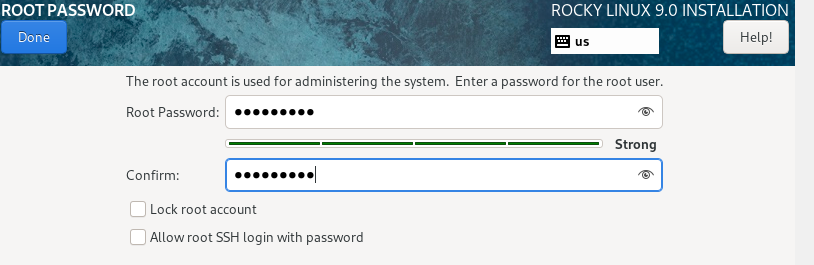 ROOT PASSWORD
ROCKY LINUX 9.0 INSTALLATION
Done
us
Help!
The root account is used for administering the system. Enter a password for the root user.
Root Password: ●●●●●●●●●
Strong
Confirm: ●●●●●●●●●
Lock root account
Allow root SSH login with password